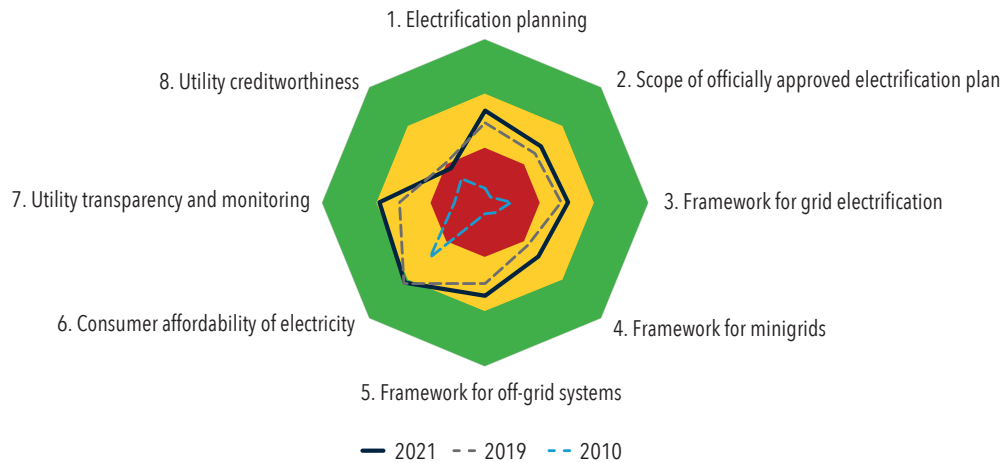 1. Electrification planning
8. Utility creditworthiness
2. Scope of officially approved electrification plan
7. Utility transparency and monitoring
3. Framework for grid electrification
6. Consumer affordability of electricity
4. Framework for minigrids
5. Framework for off-grid systems
2021 2019 2010